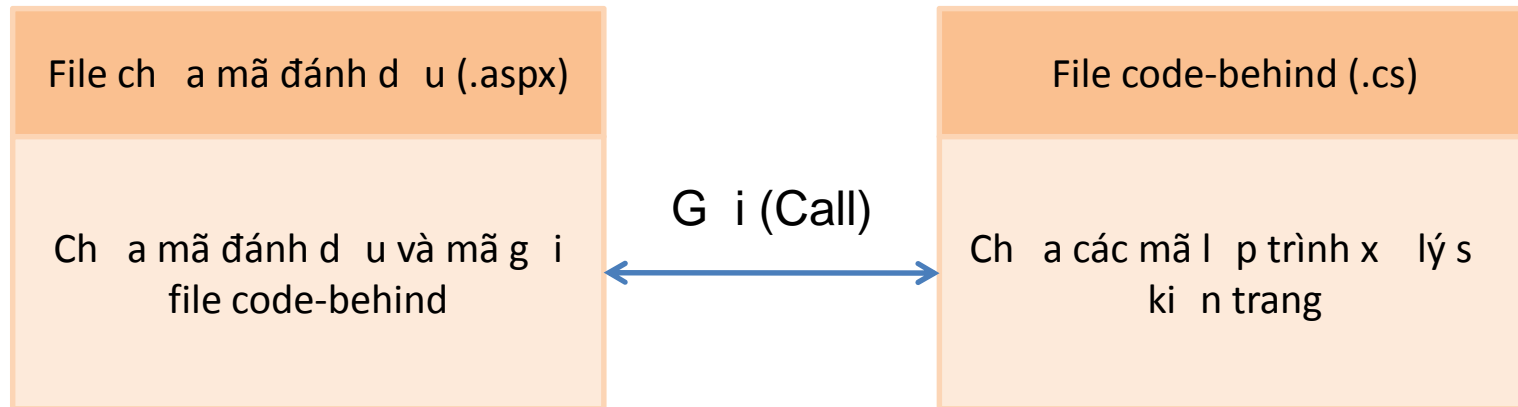 File ch a mã đánh d u (.aspx)
Ch a mã đánh d u và mã g i
file code-behind
G i (Call)
File code-behind (.cs)
Ch a các mã l p trình x lý s
ki n trang